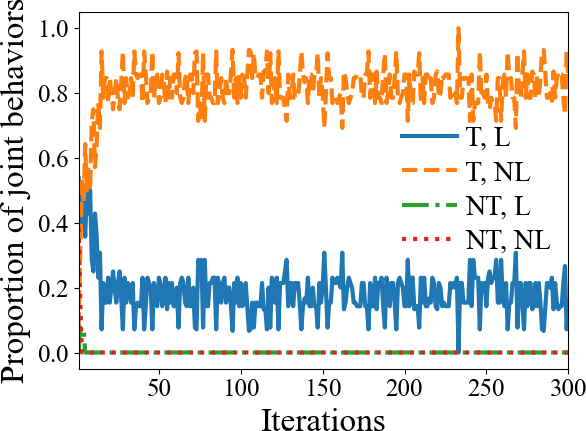 Proportion of joint behaviors
1.0
0.8
0.6
0.4
0.2
0.0
T, L
T, NL
NT, L
NT, NL
50 100 150 200 250 300
Iterations